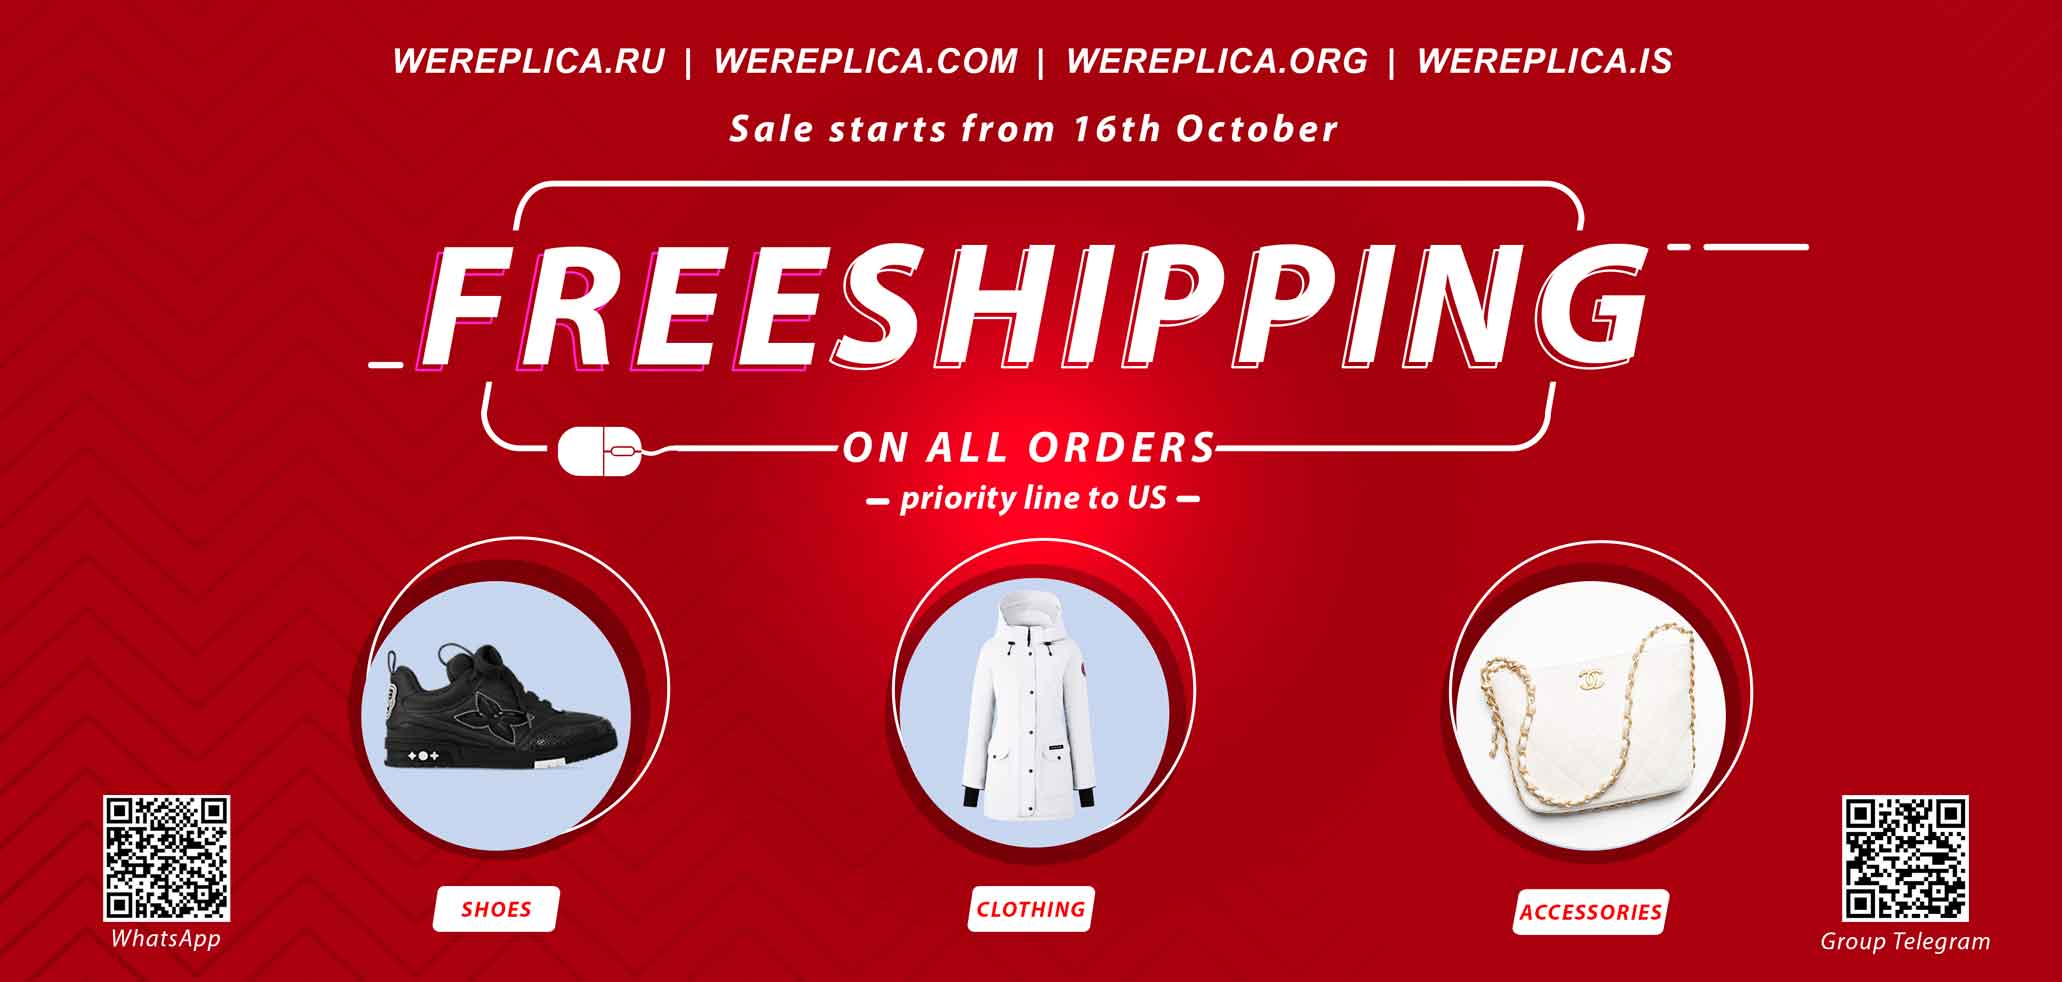 WEREPLICA.RU | WEREPLICA.COM | WEREPLICA.ORG | WEREPLICA.IS
Sale starts from 16th October
FREESHIPPING
ON ALL ORDERS
– priority line to US –
SHOES
CLOTHING
ACCESSORIES
WhatsApp
Group Telegram